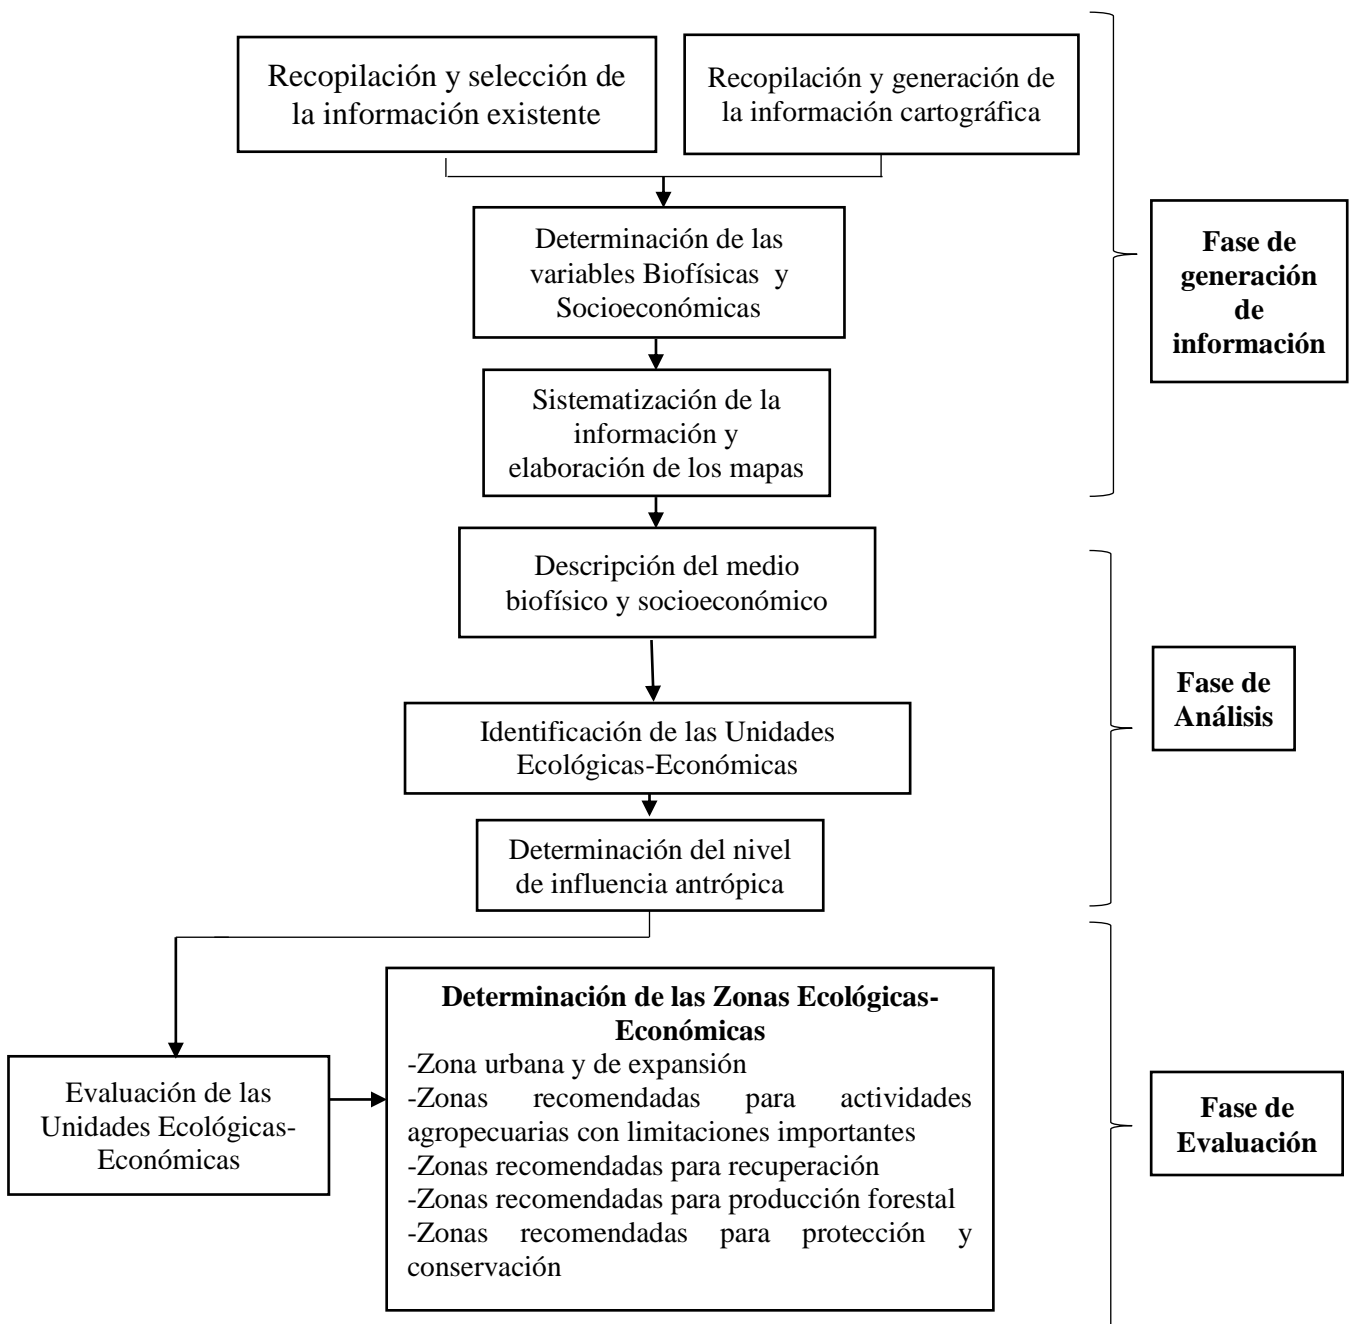 Recopilación y selección de
la información existente
Recopilación y generación de
la información cartográfica
Determinación de las
variables Biofísicas y
Socioeconómicas
Sistematización de la
información y
elaboración de los mapas
Fase de
generación
de
información
Descripción del medio
biofísico y socioeconómico
Identificación de las Unidades
Ecológicas-Económicas
Determinación del nivel
de influencia antrópica
Fase de
Análisis
Evaluación de las
Unidades Ecológicas-
Económicas
Determinación de las Zonas Ecológicas-
Económicas
-Zona urbana y de expansión
-Zonas recomendadas para actividades
agropecuarias con limitaciones importantes
-Zonas recomendadas para recuperación
-Zonas recomendadas para producción forestal
-Zonas recomendadas para protección y
conservación
Fase de
Evaluación